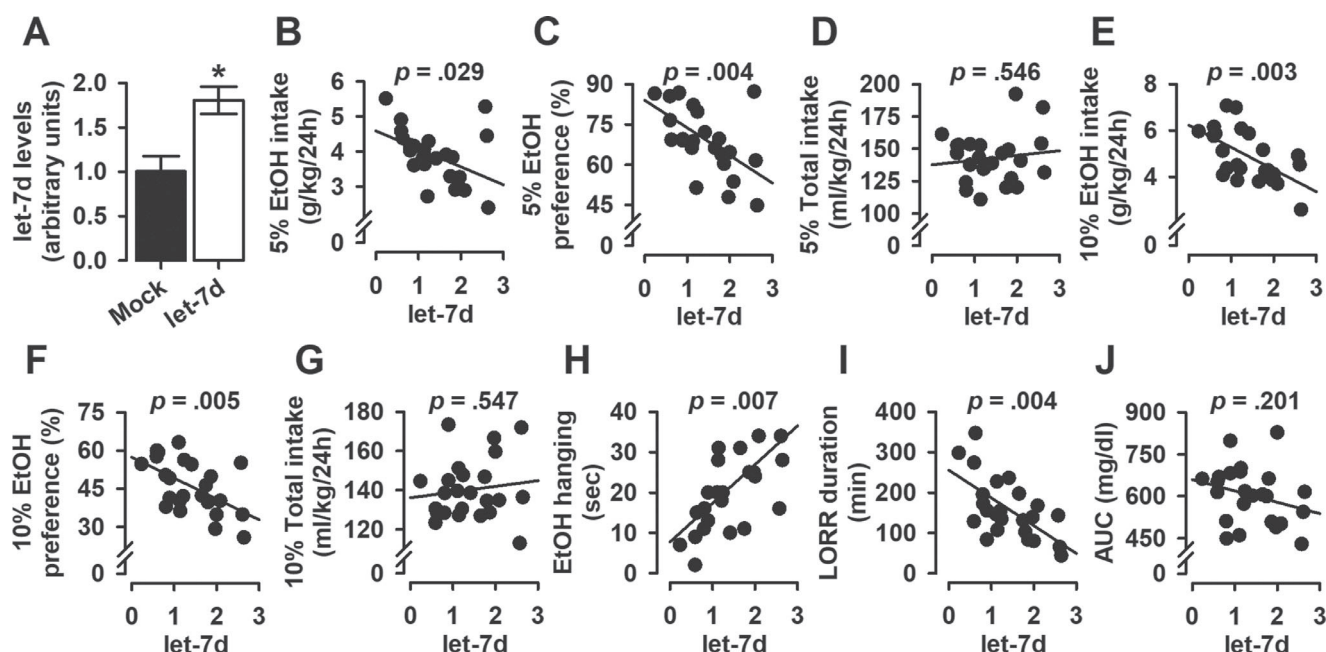 A
let-7d levels
(arbitrary units)
2.0
1.5
1.0
0.5
0.0
*
Mock
let-7d
B
p = .029
5% EtOH intake
(g/kg/24h)
6
5
4
3
0
0 1 2 3
let-7d
C
p = .004
5% EtOH
preference (%)
90
75
60
45
0
0 1 2 3
let-7d
D
p = .546
5% Total intake
(ml/kg/24h)
200
175
150
125
100
0
0 1 2 3
let-7d
E
p = .003
10% EtOH intake
(g/kg/24h)
8
6
4
0
0 1 2 3
let-7d
F
p = .005
10% EtOH
preference (%)
75
60
45
30
0
0 1 2 3
let-7d
G
p = .547
10% Total intake
(ml/kg/24h)
180
160
140
120
0
0 1 2 3
let-7d
H
p = .007
EtOH hanging
(sec)
40
30
20
10
0
0 1 2 3
let-7d
I
p = .004
LORR duration
(min)
400
300
200
100
0
0 1 2 3
let-7d
J
p = .201
AUC (mg/dl)
900
750
600
450
0
0 1 2 3
let-7d